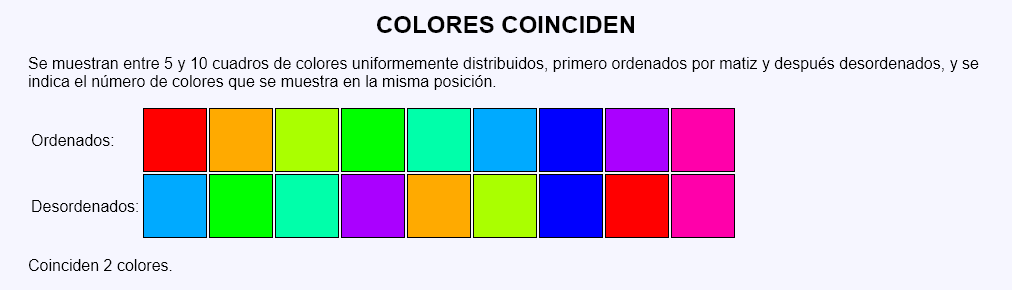 COLORES COINCIDEN
Se muestran entre 5 y 10 cuadros de colores uniformemente distribuidos, primero ordenados por matiz y después desordenados, y se
indica el número de colores que se muestra en la misma posición.
Ordenados:
Desordenados:
Coinciden 2 colores.